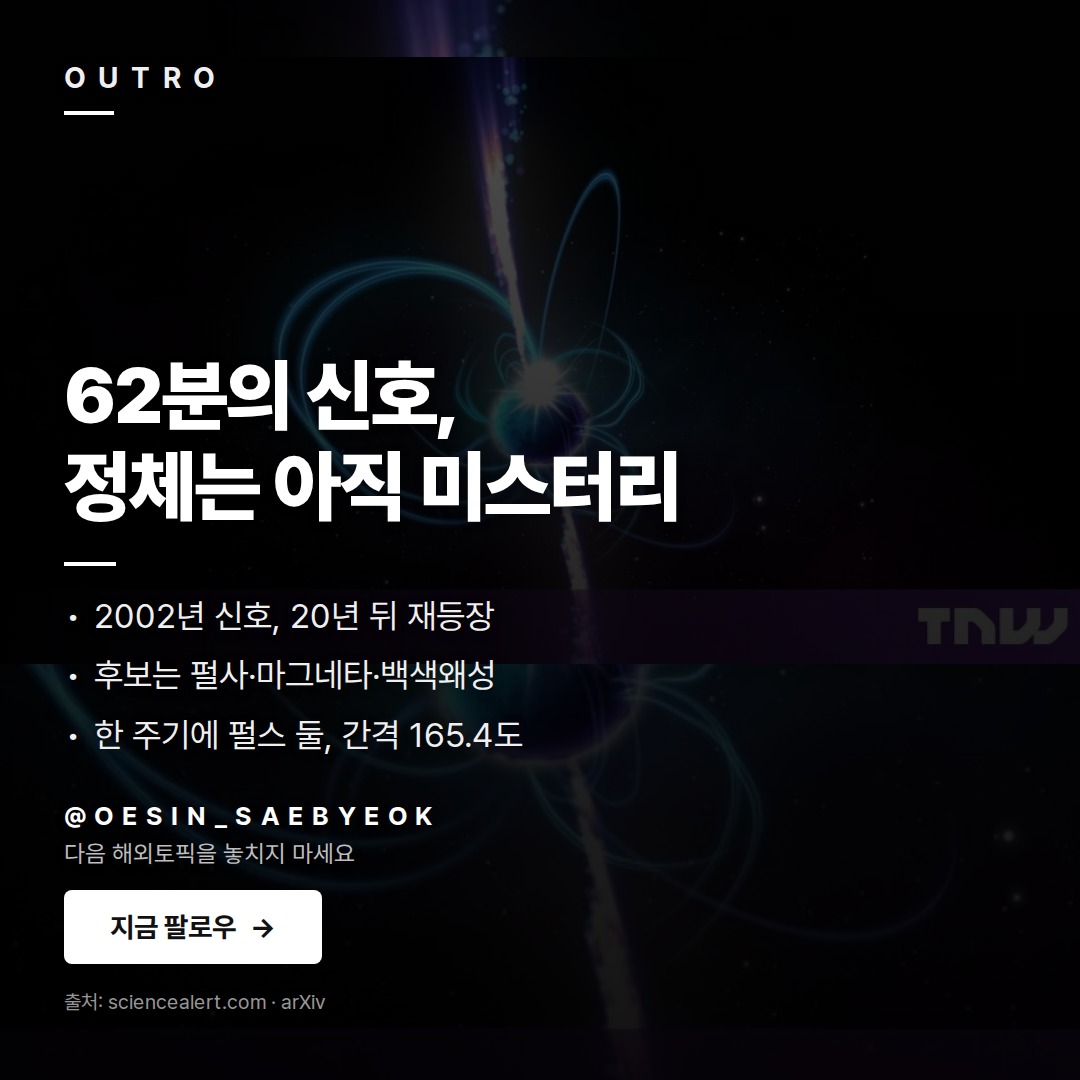 OUTRO
62분의 신호,
정체는 아직 미스터리
• 2002년 신호, 20년 뒤 재등장
TNW
• 후보는 펄사·마그네타·백색왜성
• 한 주기에 펄스 둘, 간격 165.4도
@OESIN_SAEBYEOK
다음 해외토픽을 놓치지 마세요
지금 팔로우 →
출처: sciencealert.com · arXiv